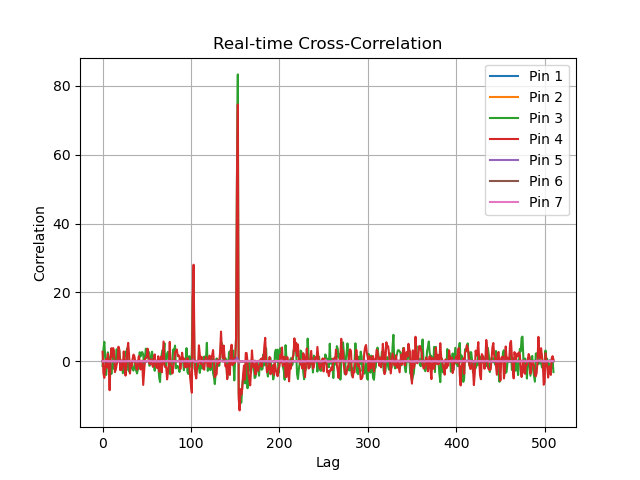 Real-time Cross-Correlation
Correlation
80
60
40
20
0
Pin 1
Pin 2
Pin 3
Pin 4
Pin 5
Pin 6
Pin 7
0 100 200 300 400 500
Lag